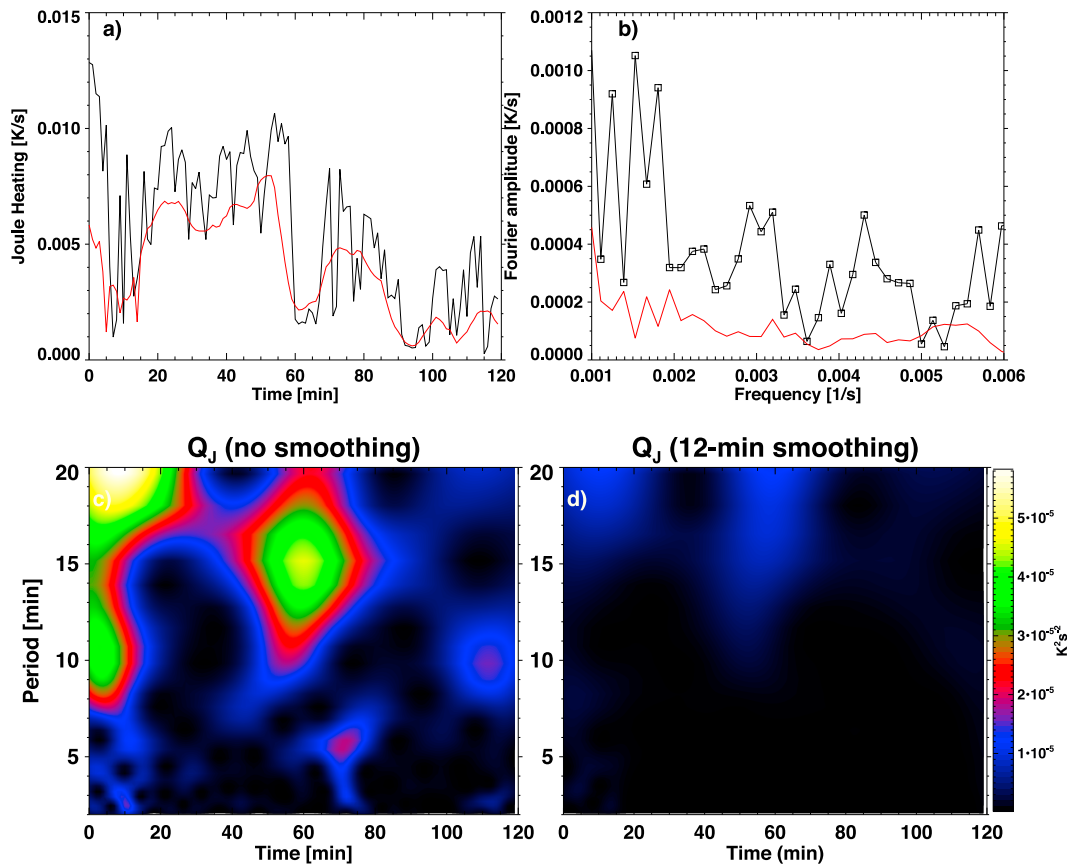 a)
0.015
0.010
0.005
0.000
Joule Heating [K/s]
0 20 40 60 80 100 120
Time [min]
b)
0.0012
0.0010
0.0008
0.0006
0.0004
0.0002
0.0000
Fourier amplitude [K/s]
0.001 0.002 0.003 0.004 0.005 0.006
Frequency [1/s]
Q_J (no smoothing)
c)
20
15
10
5
Period [min]
0 20 40 60 80 100 120
Time [min]
Q_J (12-min smoothing)
d)
0 20 40 60 80 100 120
Time (min)
5•10⁻⁵
4•10⁻⁵
3•10⁻⁵
2•10⁻⁵
1•10⁻⁵
K²s⁻²